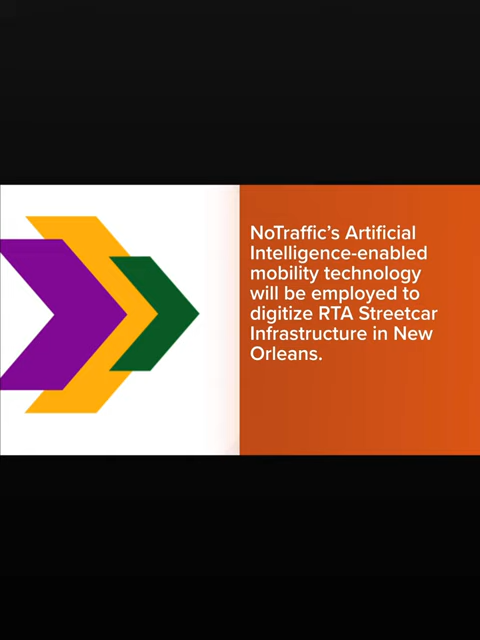 NoTraffic’s Artificial
Intelligence-enabled
mobility technology
will be employed to
digitize RTA Streetcar
Infrastructure in New
Orleans.